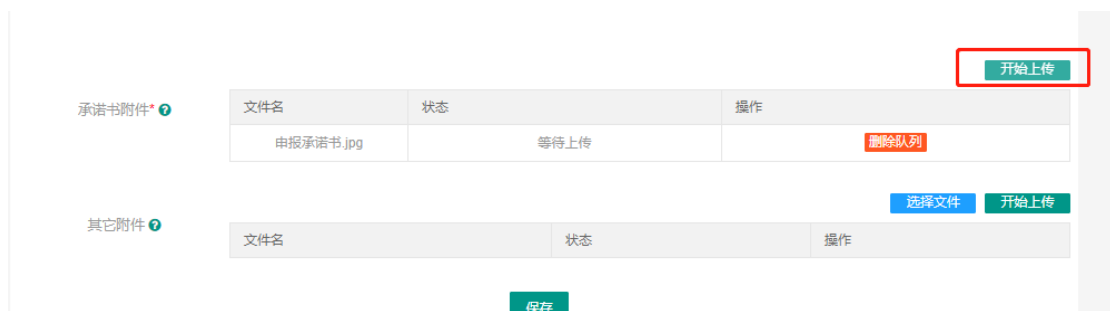 开始上传
承诺书附件*
文件名 状态 操作
申报承诺书.jpg 等待上传 删除队列
选择文件 开始上传
其它附件
文件名 状态 操作
保存